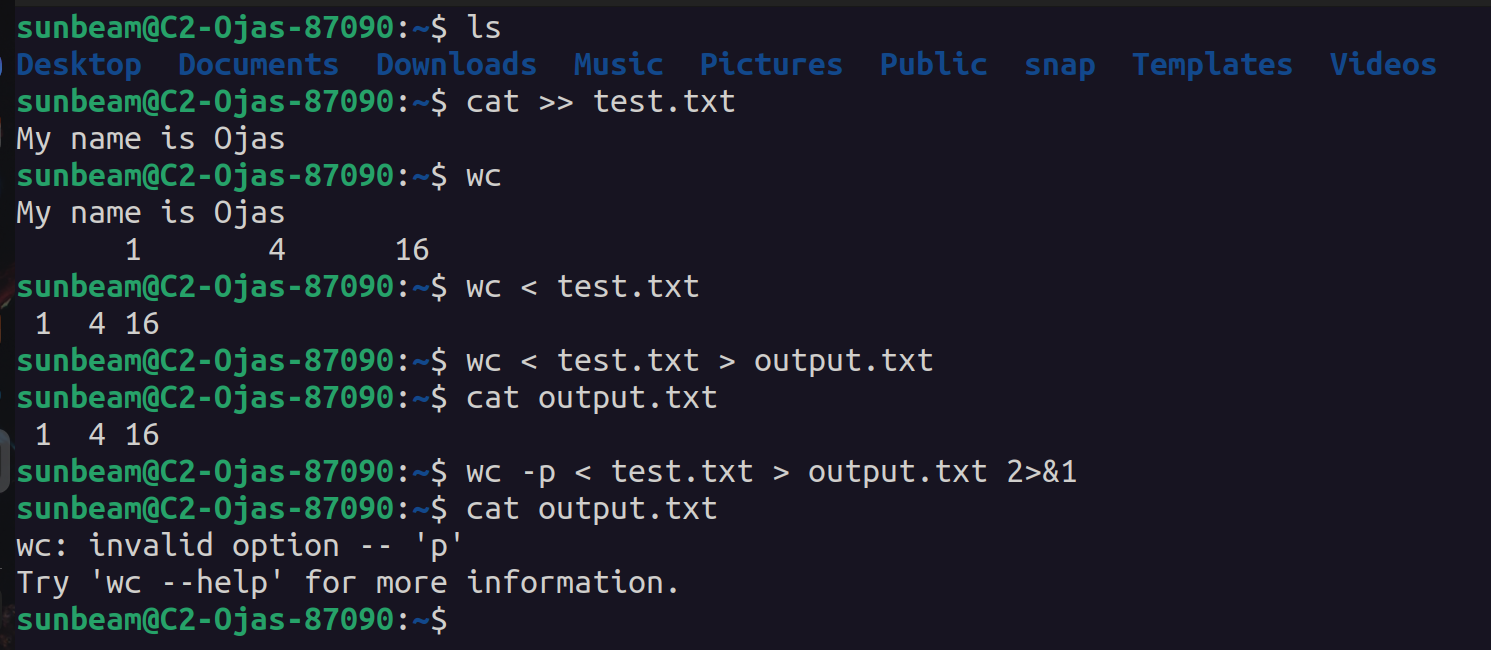 sunbeam@C2-Ojas-87090:~$ ls
Desktop  Documents  Downloads  Music  Pictures  Public  snap  Templates  Videos
sunbeam@C2-Ojas-87090:~$ cat >> test.txt
My name is Ojas
sunbeam@C2-Ojas-87090:~$ wc
My name is Ojas
      1       4      16
sunbeam@C2-Ojas-87090:~$ wc < test.txt
 1  4 16
sunbeam@C2-Ojas-87090:~$ wc < test.txt > output.txt
sunbeam@C2-Ojas-87090:~$ cat output.txt
 1  4 16
sunbeam@C2-Ojas-87090:~$ wc -p < test.txt > output.txt 2>&1
sunbeam@C2-Ojas-87090:~$ cat output.txt
wc: invalid option -- 'p'
Try 'wc --help' for more information.
sunbeam@C2-Ojas-87090:~$